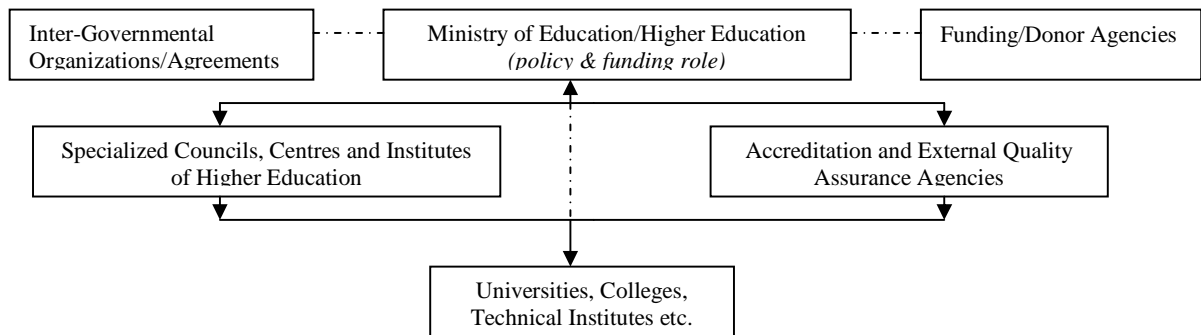 Inter-Governmental
Organizations/Agreements
Ministry of Education/Higher Education
(policy & funding role)
Funding/Donor Agencies
Specialized Councils, Centres and Institutes
of Higher Education
Accreditation and External Quality
Assurance Agencies
Universities, Colleges,
Technical Institutes etc.